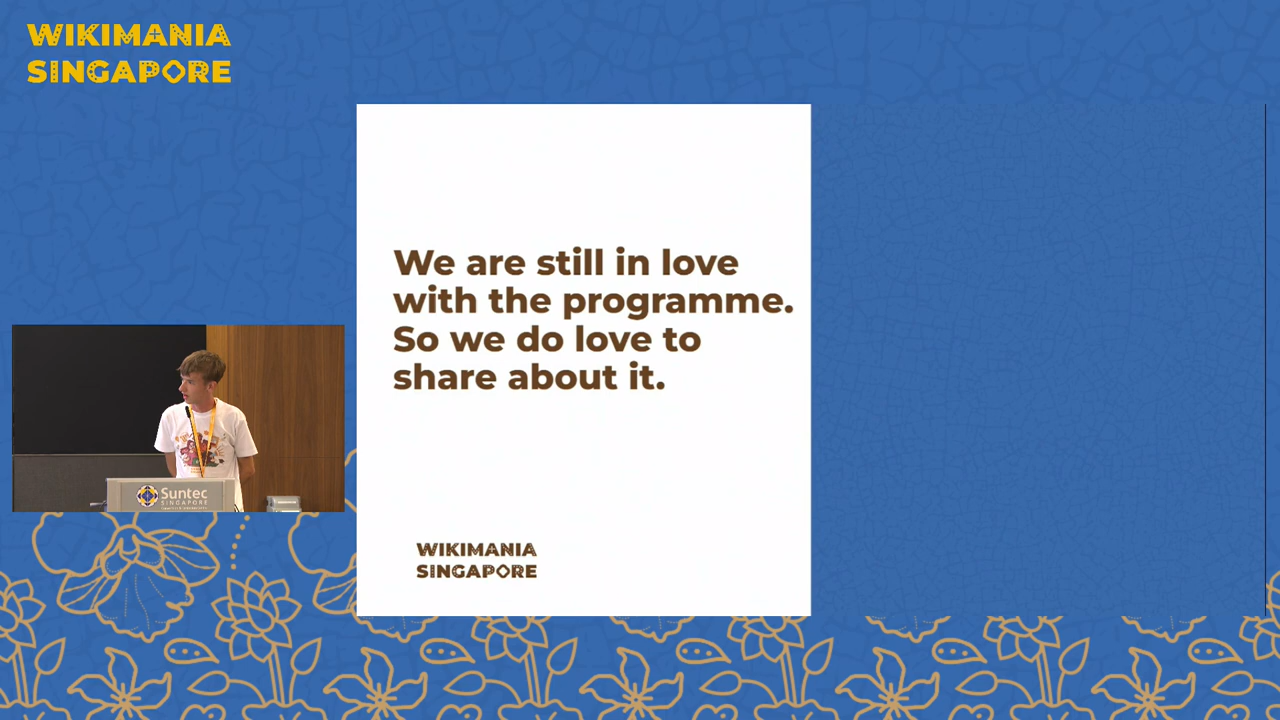 WIKIMANIA
SINGAPORE
We are still in love
with the programme.
So we do love to
share about it.
WIKIMANIA
SINGAPORE
Suntec
SINGAPORE